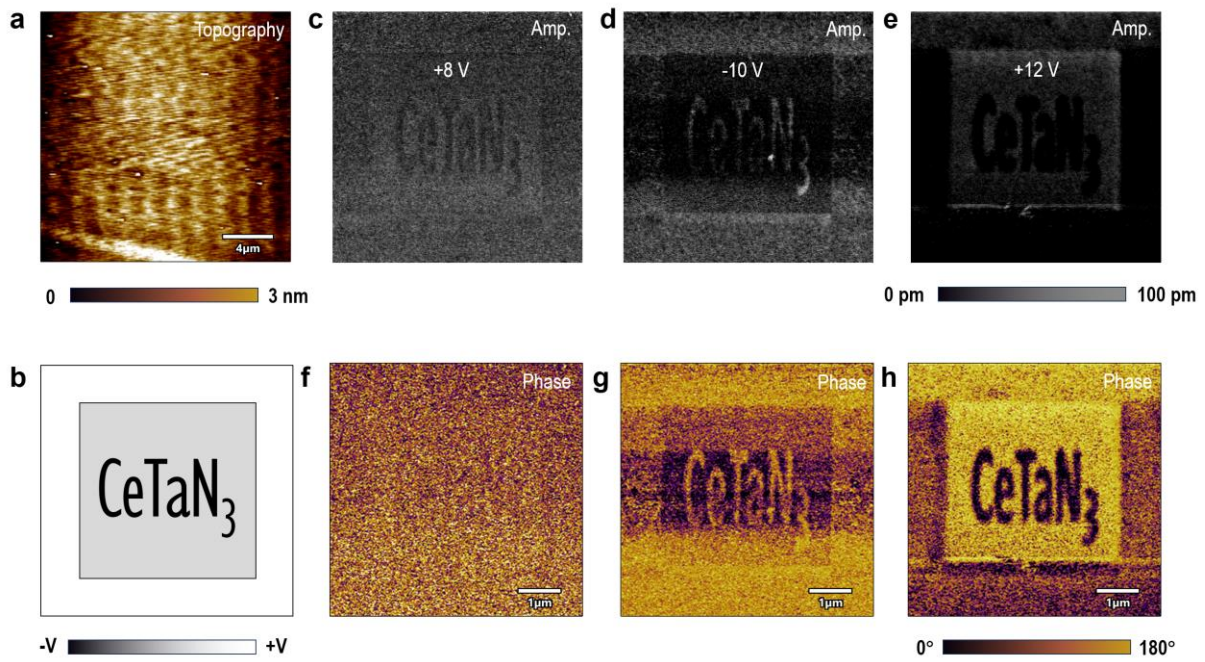 a
Topography
4μm
0 3 nm
c
Amp.
+8 V
CeTaN3
d
Amp.
-10 V
CeTaN3
e
Amp.
+12 V
CeTaN3
0 pm 100 pm
b
CeTaN3
-V +V
f
Phase
1μm
g
Phase
CeTaN3
1μm
h
Phase
CeTaN3
1μm
0° 180°